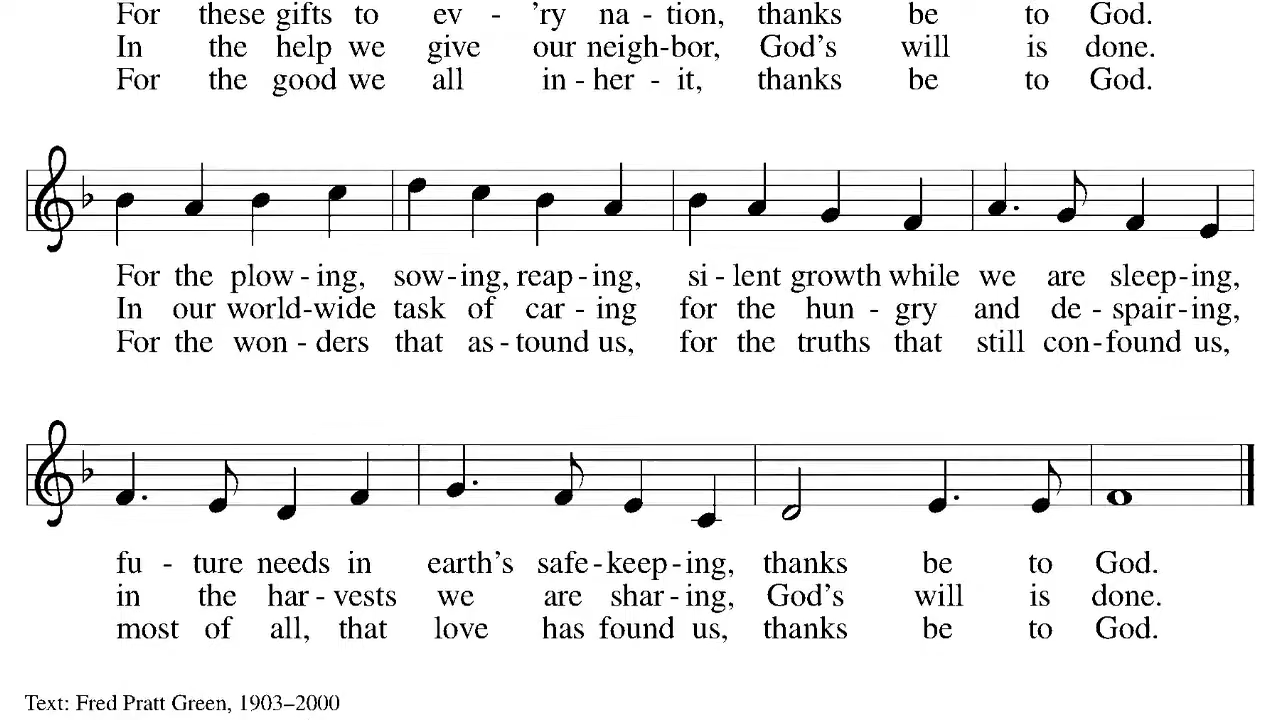 For these gifts to ev - 'ry na - tion, thanks be to God.
In the help we give our neigh-bor, God's will is done.
For the good we all in - her - it, thanks be to God.
For the plow - ing, sow-ing, reap-ing, si - lent growth while we are sleep-ing,
In our world-wide task of car - ing for the hun - gry and de - spair-ing,
For the won - ders that as-tound us, for the truths that still con-found us,
fu - ture needs in earth's safe-keep-ing, thanks be to God.
in the har - vests we are shar - ing, God's will is done.
most of all, that love has found us, thanks be to God.
Text: Fred Pratt Green, 1903–2000